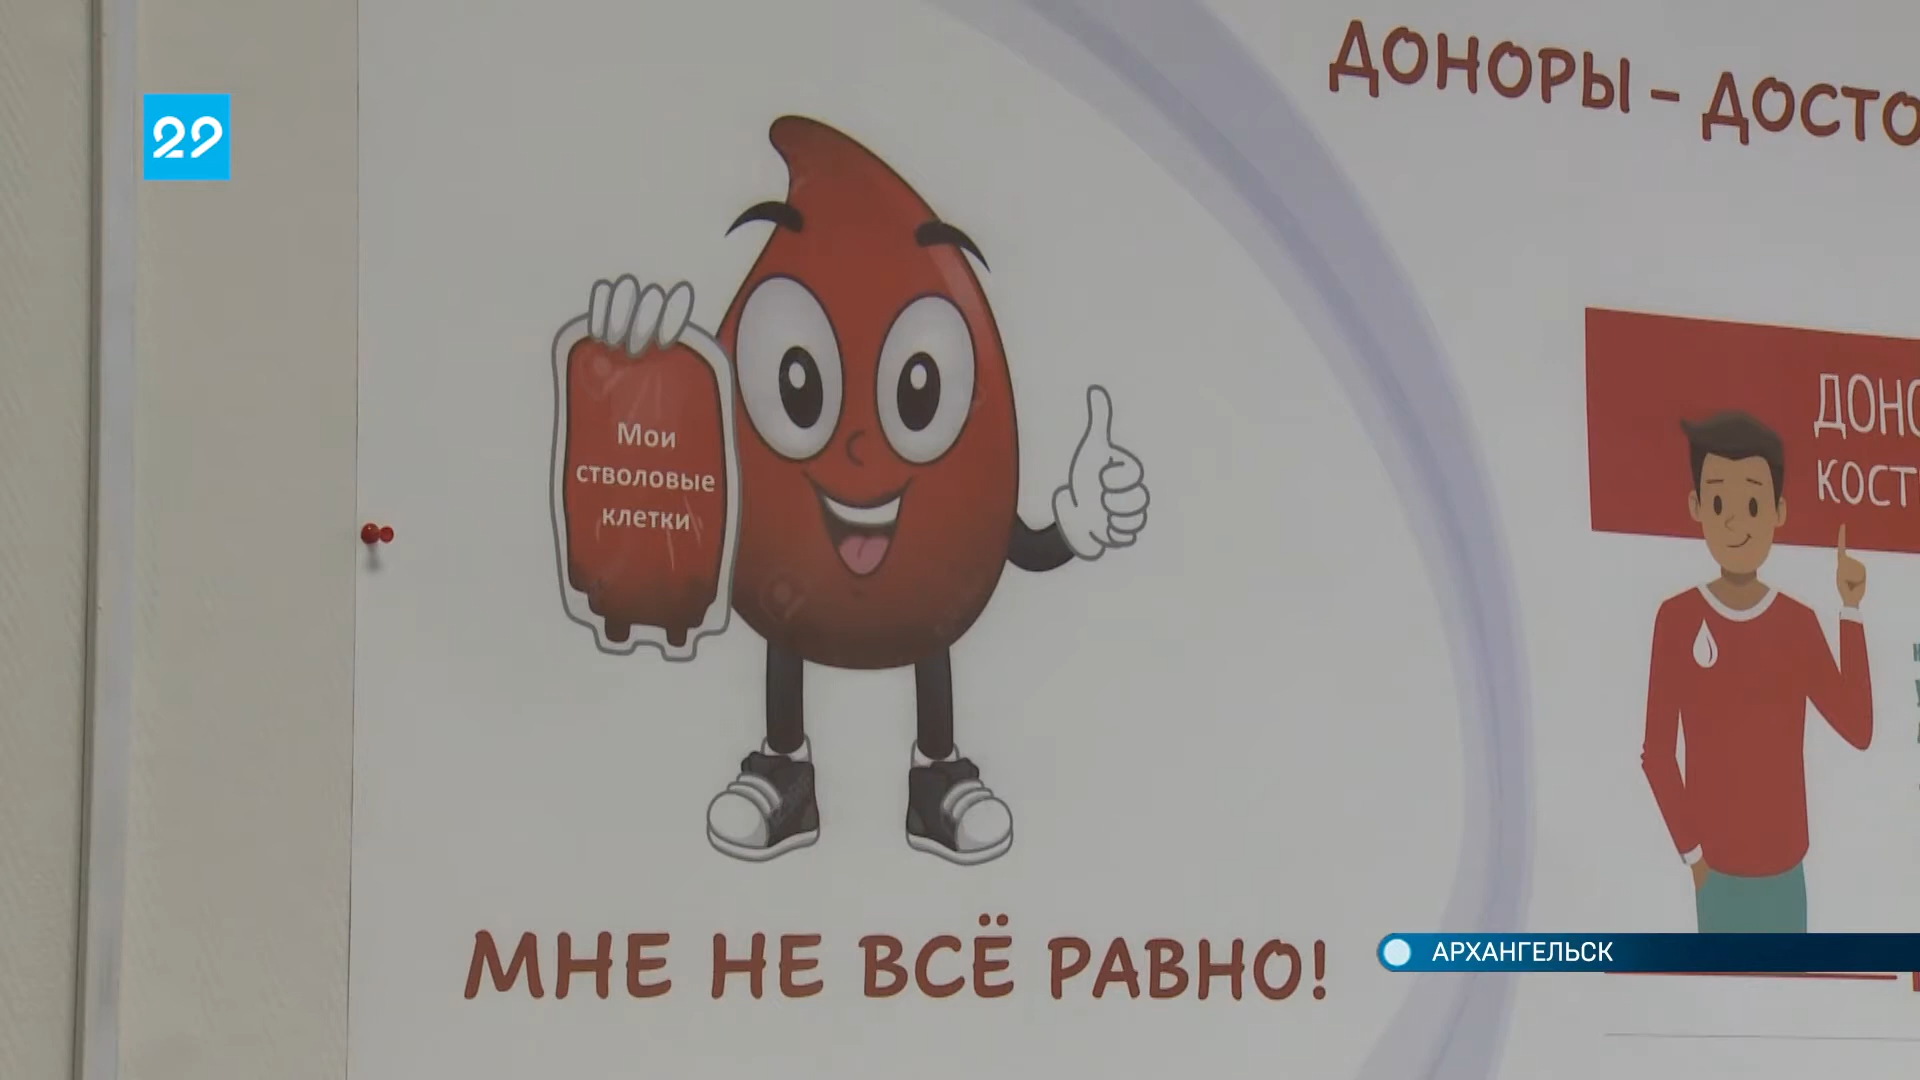 29
ДОНОРЫ – ДОСТО
Мои
стволовые
клетки
ДОНО
КОСТ
МНЕ НЕ ВСЁ РАВНО!
АРХАНГЕЛЬСК